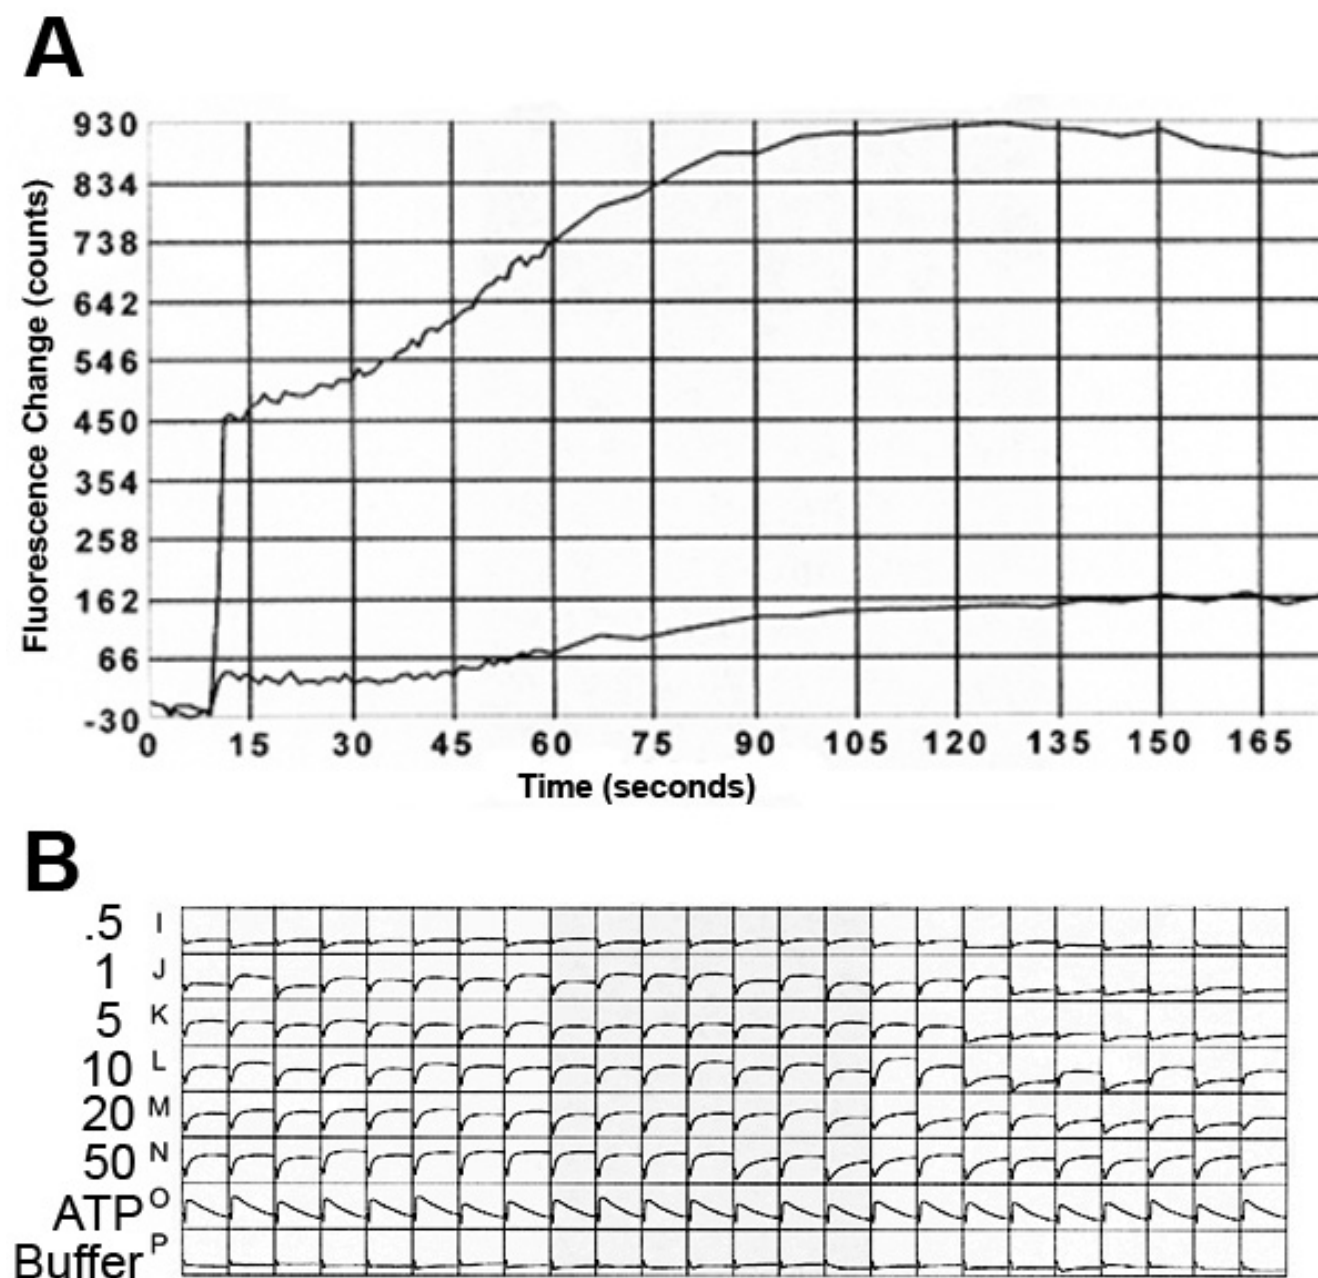 A
Fluorescence Change (counts)
930
834
738
642
546
450
354
258
162
66
-30
0 15 30 45 60 75 90 105 120 135 150 165
Time (seconds)
B
.5 I
1 J
5 K
10 L
20 M
50 N
ATP O
Buffer P